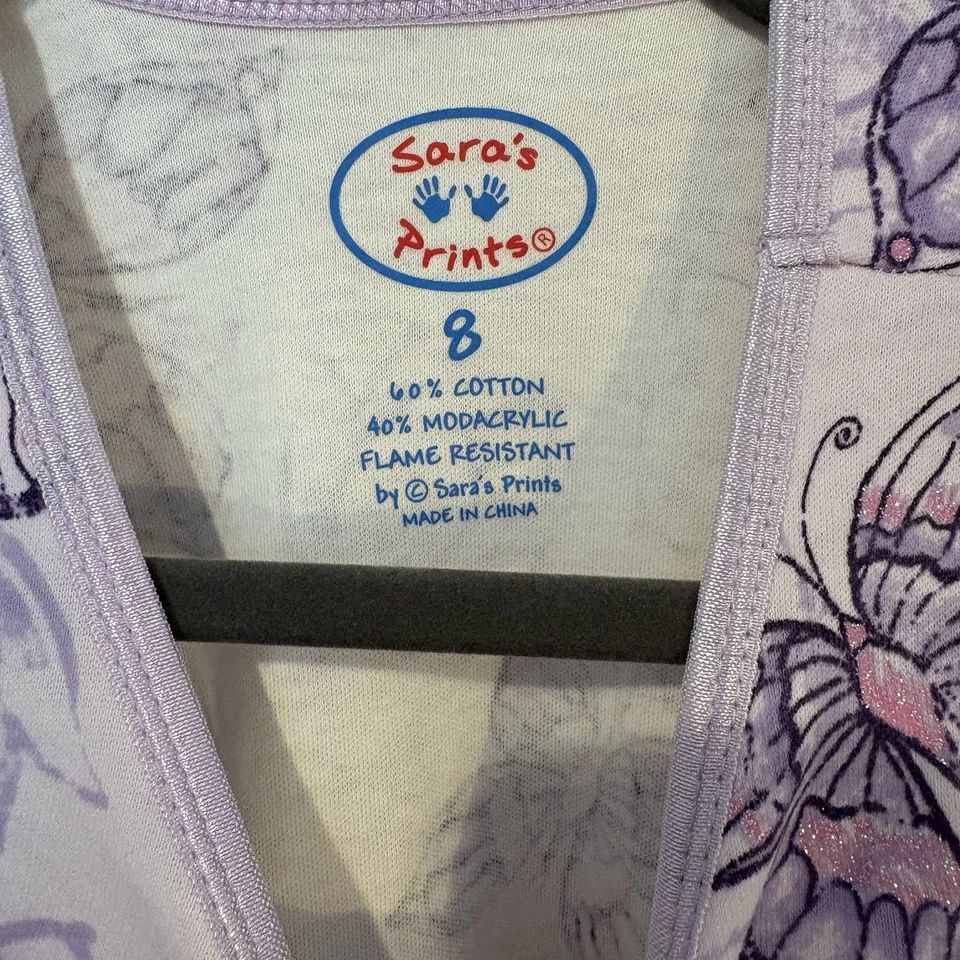 Sara's
Prints®
8
60% COTTON
40% MODACRYLIC
FLAME RESISTANT
by © Sara's Prints
MADE IN CHINA